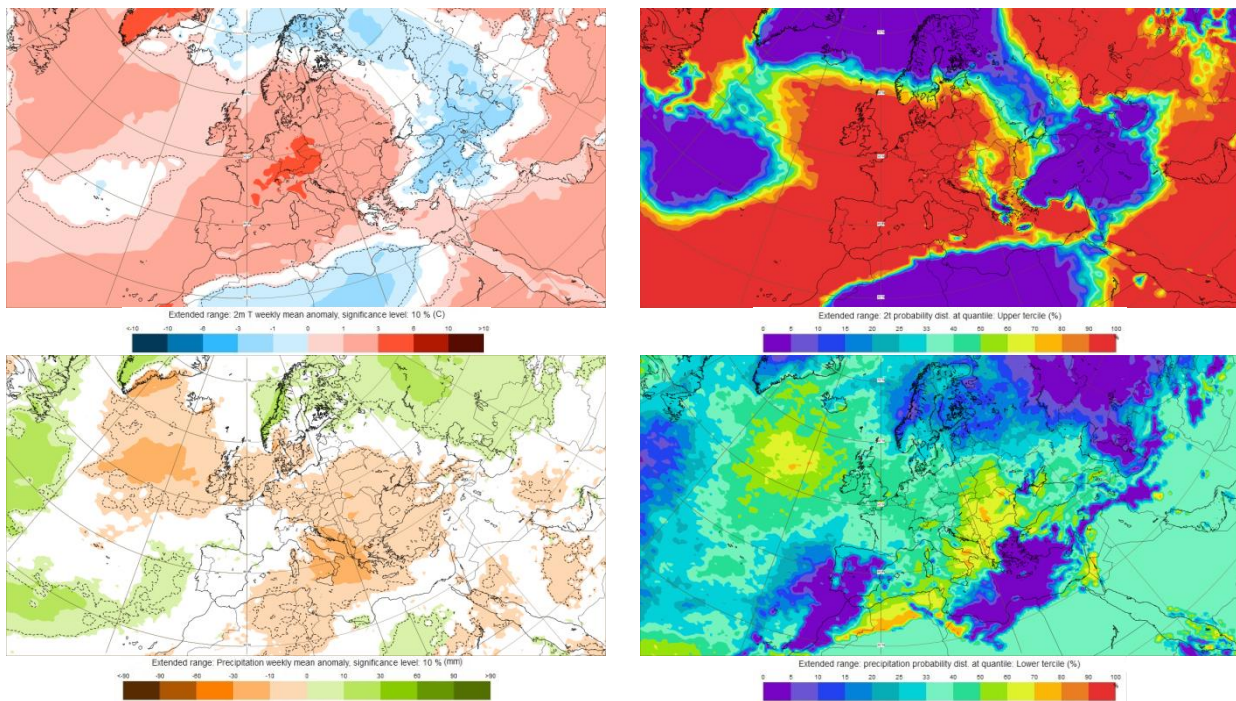 Extended range: 2m T weekly mean anomaly, significance level: 10 % (C)
<-10 -10 -6 -3 -1 0 1 3 6 10 >10
Extended range: 2t probability dist. at quantile: Upper tercile (%)
0 5 10 15 20 25 30 40 50 60 70 80 90 100
%
Extended range: Precipitation weekly mean anomaly, significance level: 10 % (mm)
<-90 -90 -60 -30 -10 0 10 30 60 90 >90
Extended range: precipitation probability dist. at quantile: Lower tercile (%)
0 5 10 15 20 25 30 40 50 60 70 80 90 100
%